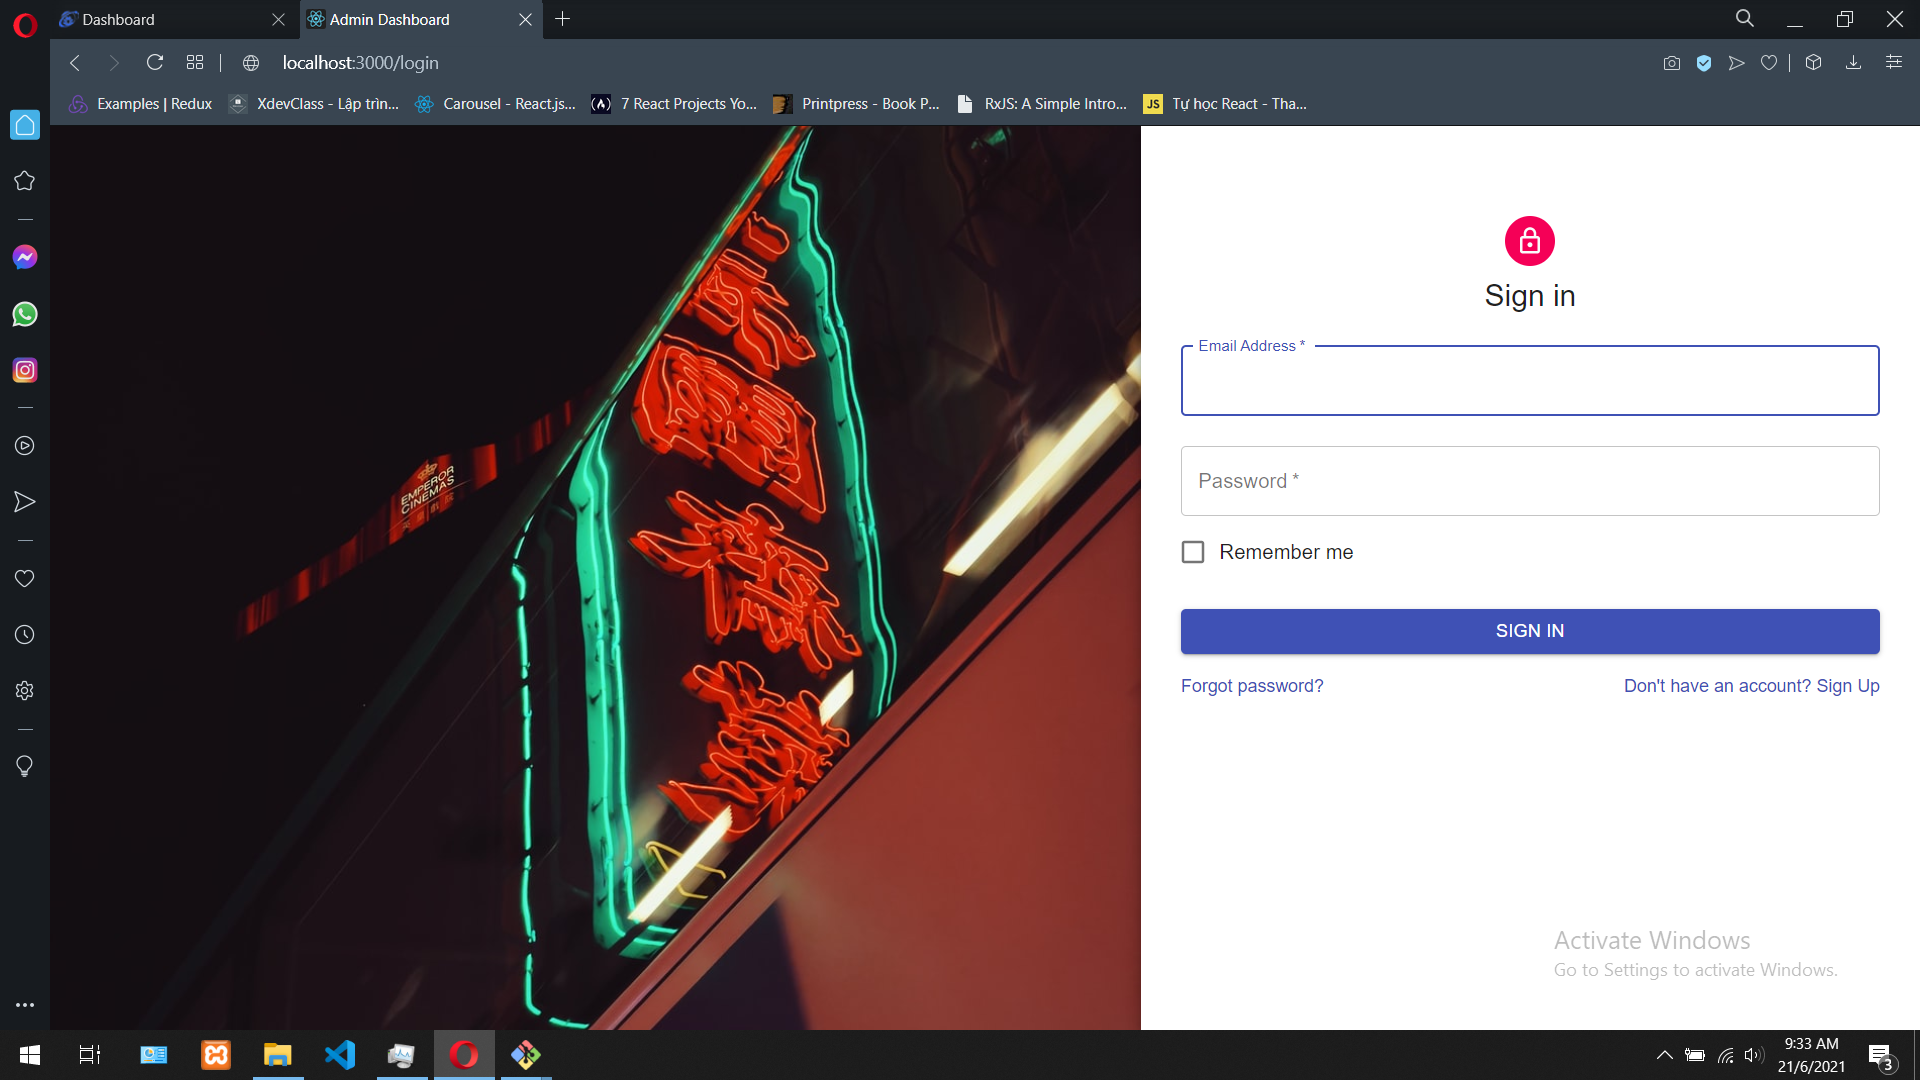 Dashboard
Admin Dashboard
localhost:3000/login
Examples | Redux
XdevClass - Lập trìn...
Carousel - React.js...
7 React Projects Yo...
Printpress - Book P...
RxJS: A Simple Intro...
JS
Tự học React - Tha...
EMPEROR
CINEMAS
Sign in
Email Address *
Password *
Remember me
SIGN IN
Forgot password?
Don't have an account? Sign Up
Activate Windows
Go to Settings to activate Windows.
9:33 AM
21/6/2021
3